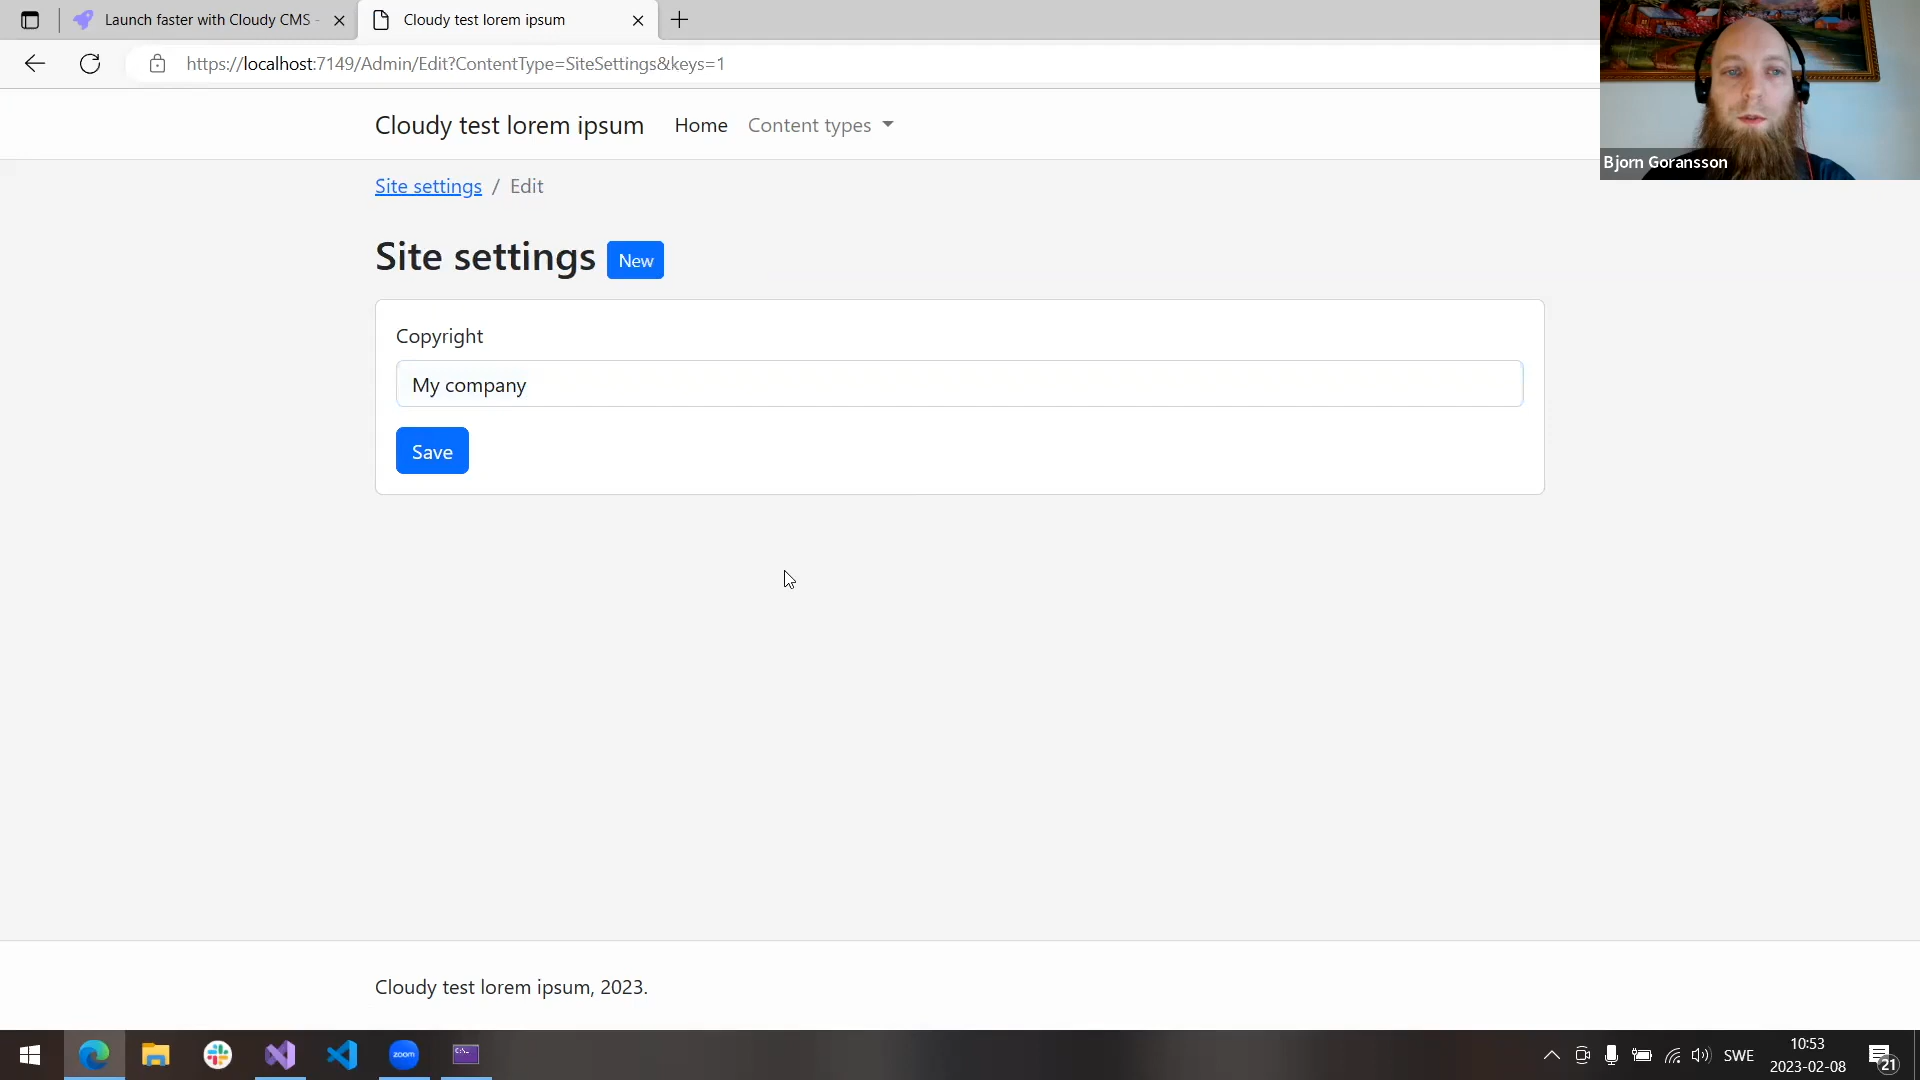 Launch faster with Cloudy CMS -
Cloudy test lorem ipsum
https://localhost:7149/Admin/Edit?ContentType=SiteSettings&keys=1
Bjorn Goransson
Cloudy test lorem ipsum Home Content types
Site settings / Edit
Site settings New
Copyright
My company
Save
Cloudy test lorem ipsum, 2023.
zoom
C:\.
SWE
10:53
2023-02-08
21